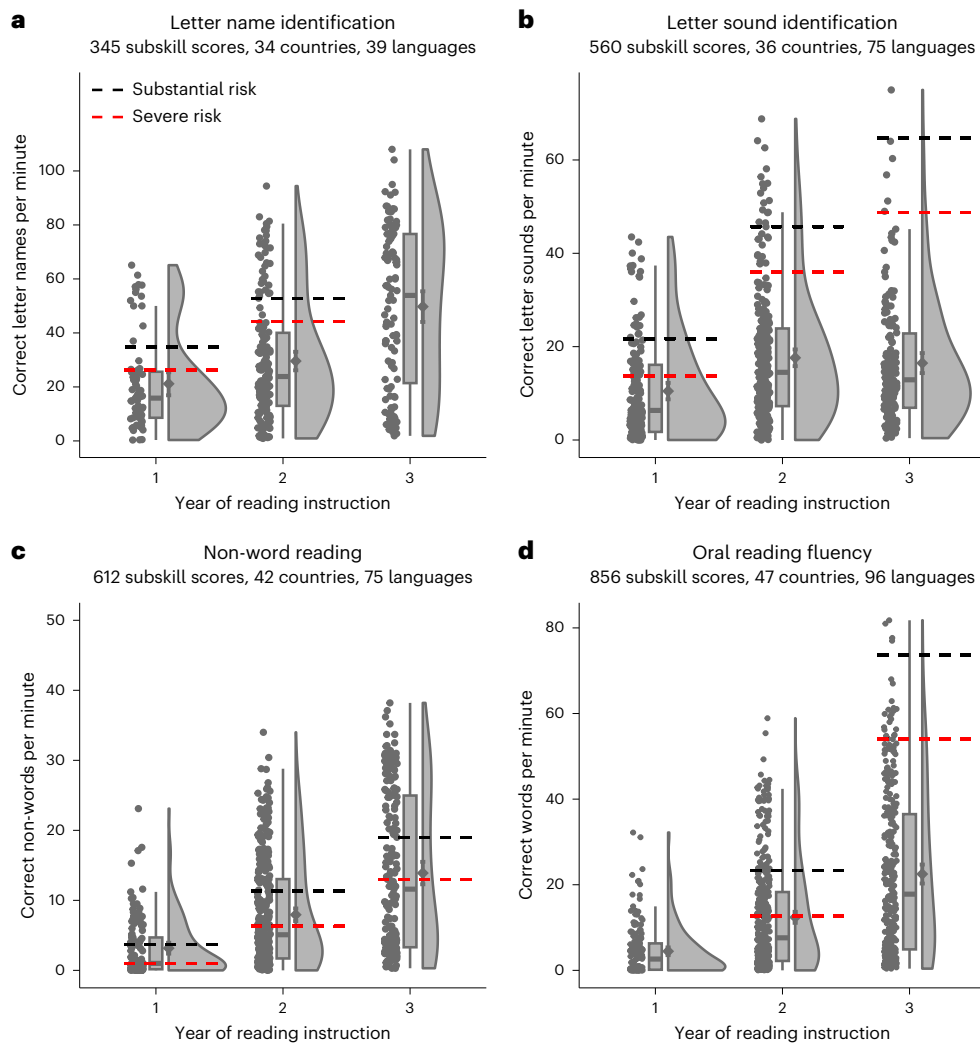 a
Letter name identification
345 subskill scores, 34 countries, 39 languages
Substantial risk
Severe risk
Correct letter names per minute
100
80
60
40
20
0
1 2 3
Year of reading instruction
b
Letter sound identification
560 subskill scores, 36 countries, 75 languages
Correct letter sounds per minute
60
40
20
0
1 2 3
Year of reading instruction
c
Non-word reading
612 subskill scores, 42 countries, 75 languages
Correct non-words per minute
50
40
30
20
10
0
1 2 3
Year of reading instruction
d
Oral reading fluency
856 subskill scores, 47 countries, 96 languages
Correct words per minute
80
60
40
20
0
1 2 3
Year of reading instruction